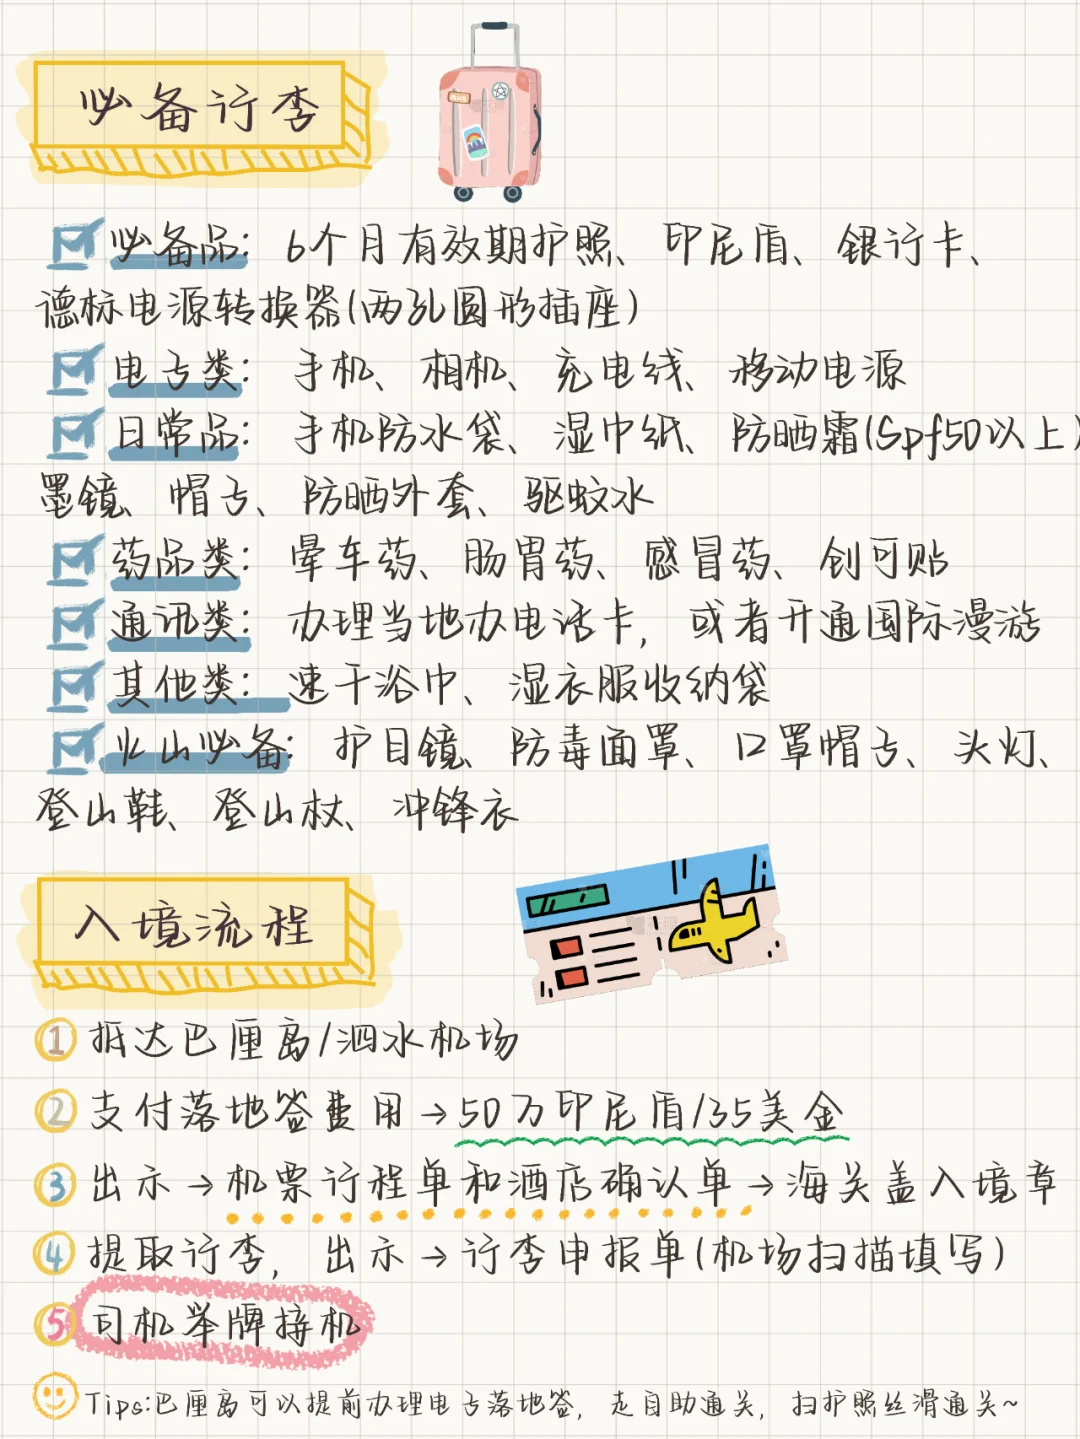 必备行李
必备品：6个月有效期护照、印尼盾、银行卡、
德标电源转换器(两孔圆形插座)
电子类：手机、相机、充电线、移动电源
日常品：手机防水袋、湿巾纸、防晒霜(Spf50以上)
墨镜、帽子、防晒外套、驱蚊水
药品类：晕车药、肠胃药、感冒药、创可贴
通讯类：办理当地办电话卡，或者开通国际漫游
其他类：速干浴巾、湿衣服收纳袋
火山必备：护目镜、防毒面罩、口罩帽子、头灯、
登山鞋、登山杖、冲锋衣
入境流程
1 抵达巴厘岛/泗水机场
2 支付落地签费用→50万印尼盾/35美金
3 出示→机票行程单和酒店确认单→海关盖入境章
4 提取行李，出示→行李申报单(机场扫描填写)
5 司机举牌接机
Tips:巴厘岛可以提前办理电子落地签，走自助通关，扫护照丝滑通关~